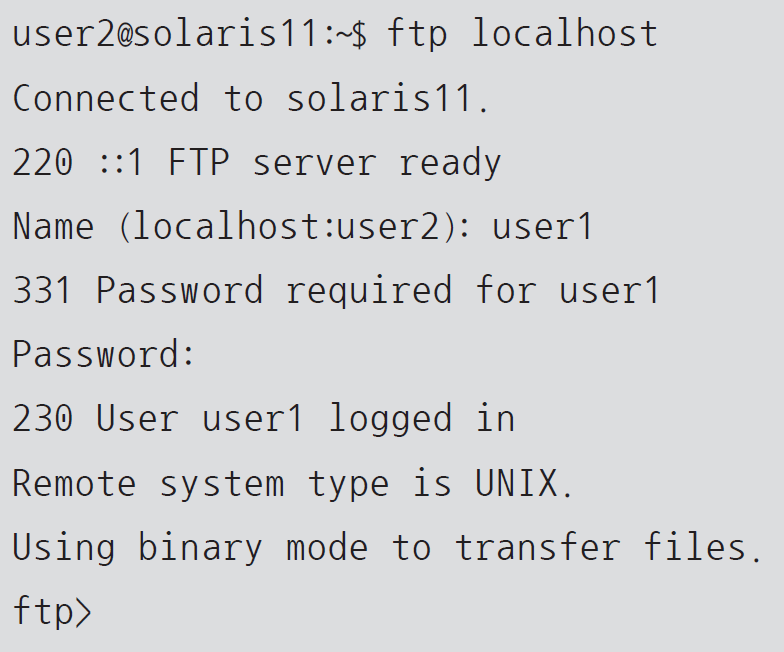 user2@solaris11:~$ ftp localhost
Connected to solaris11.
220 ::1 FTP server ready
Name (localhost:user2): user1
331 Password required for user1
Password:
230 User user1 logged in
Remote system type is UNIX.
Using binary mode to transfer files.
ftp>